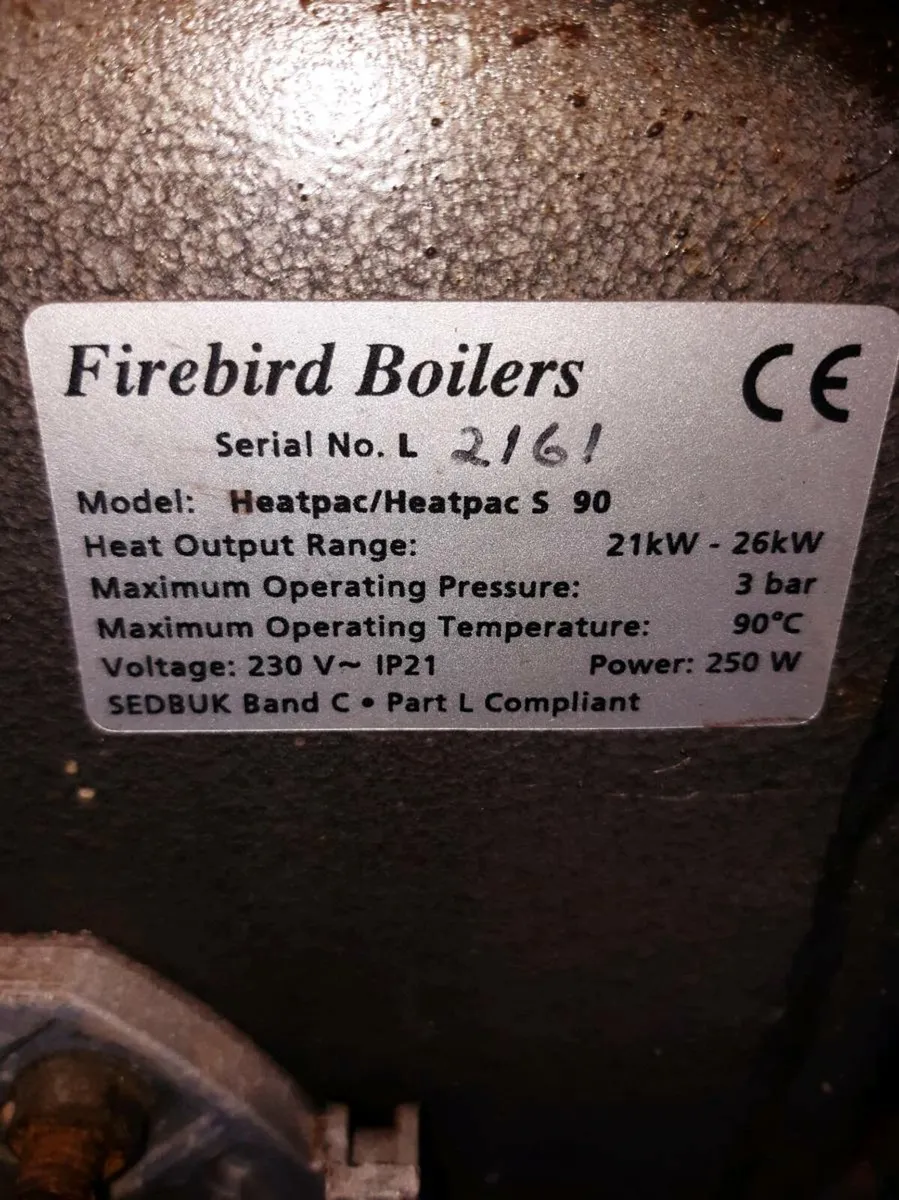 Firebird Boilers CE
Serial No. L 2161
Model: Heatpac/Heatpac S 90
Heat Output Range: 21kW - 26kW
Maximum Operating Pressure: 3 bar
Maximum Operating Temperature: 90°C
Voltage: 230 V~ IP21 Power: 250 W
SEDBUK Band C • Part L Compliant